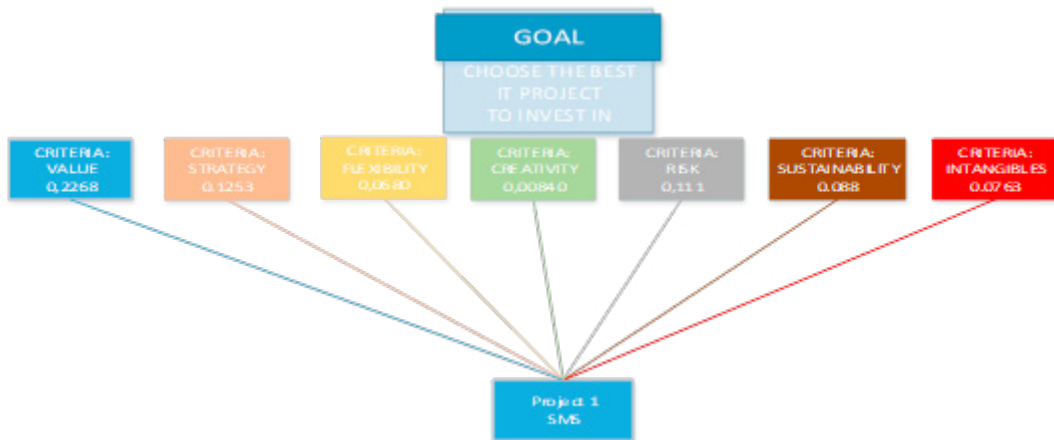 GOAL
CHOOSE THE BEST
IT PROJECT
TO INVEST IN
CRITERIA:
VALUE
0,2268
CRITERIA:
STRATEGY
0.1253
CRITERIA:
FLEXIBILITY
0,0680
CRITERIA:
CREATIVITY
0,00840
CRITERIA:
RISK
0,111
CRITERIA:
SUSTAINABILITY
0.088
CRITERIA:
INTANGIBLES
0.0763
Project 1
SMS